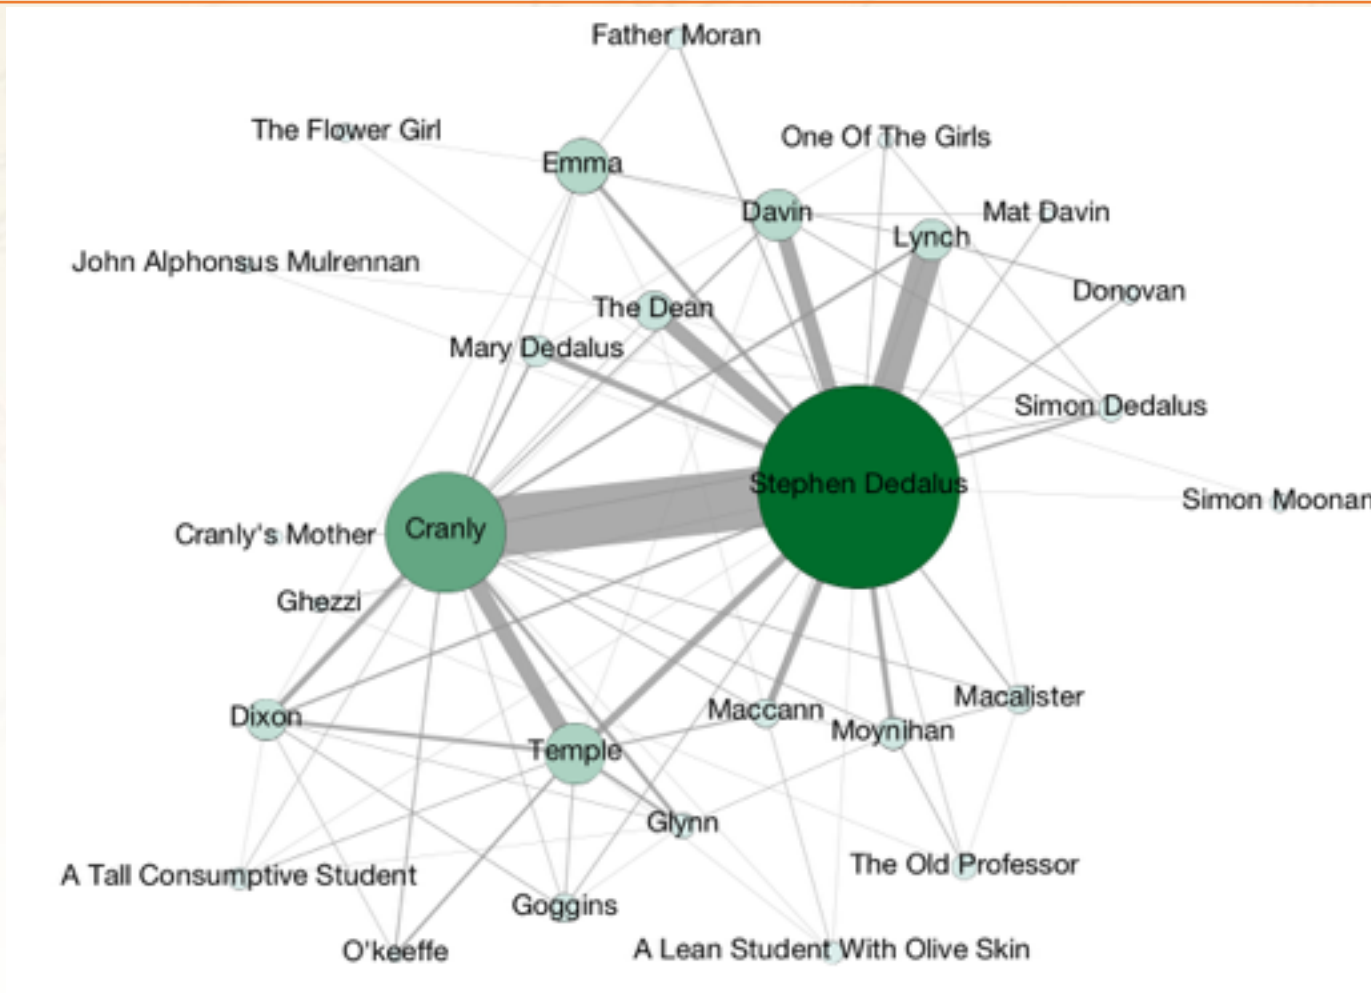 Father Moran
The Flower Girl
One Of The Girls
Emma
Davin
Mat Davin
Lynch
John Alphonsus Mulrennan
Donovan
The Dean
Mary Dedalus
Simon Dedalus
Stephen Dedalus
Simon Moonan
Cranly
Cranly's Mother
Ghezzi
Macalister
Maccann
Dixon
Moynihan
Temple
Glynn
The Old Professor
A Tall Consumptive Student
Goggins
O'keeffe
A Lean Student With Olive Skin